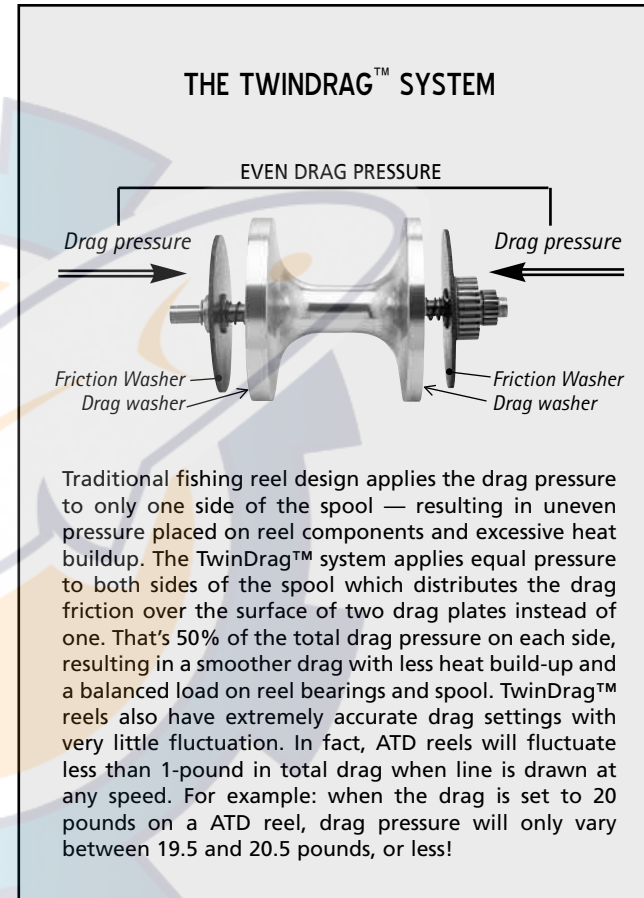 THE TWINDRAG™ SYSTEM
EVEN DRAG PRESSURE
Drag pressure
Drag pressure
Friction Washer
Drag washer
Friction Washer
Drag washer
Traditional fishing reel design applies the drag pressure
to only one side of the spool — resulting in uneven
pressure placed on reel components and excessive heat
buildup. The TwinDrag™ system applies equal pressure
to both sides of the spool which distributes the drag
friction over the surface of two drag plates instead of
one. That’s 50% of the total drag pressure on each side,
resulting in a smoother drag with less heat build-up and
a balanced load on reel bearings and spool. TwinDrag™
reels also have extremely accurate drag settings with
very little fluctuation. In fact, ATD reels will fluctuate
less than 1-pound in total drag when line is drawn at
any speed. For example: when the drag is set to 20
pounds on a ATD reel, drag pressure will only vary
between 19.5 and 20.5 pounds, or less!